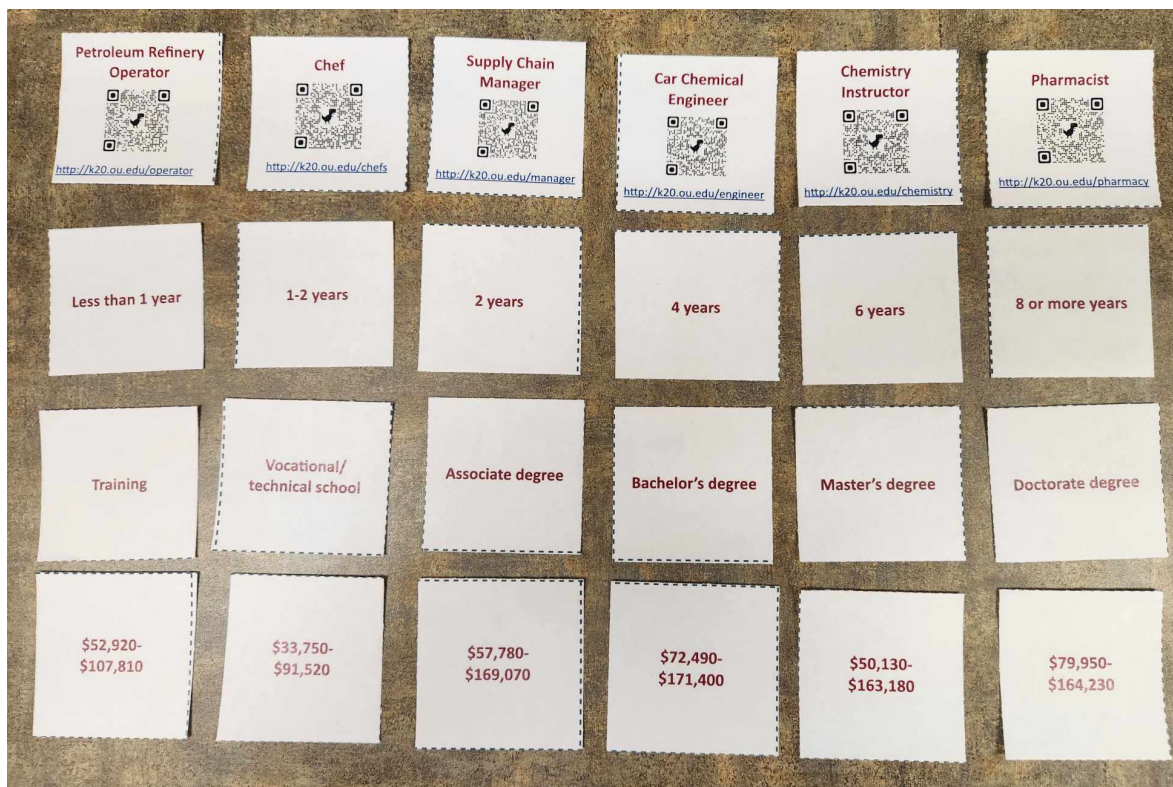 Petroleum Refinery
Operator
http://k20.ou.edu/operator
Chef
http://k20.ou.edu/chefs
Supply Chain
Manager
http://k20.ou.edu/manager
Car Chemical
Engineer
http://k20.ou.edu/engineer
Chemistry
Instructor
http://k20.ou.edu/chemistry
Pharmacist
http://k20.ou.edu/pharmacy
Less than 1 year
1-2 years
2 years
4 years
6 years
8 or more years
Training
Vocational/
technical school
Associate degree
Bachelor’s degree
Master’s degree
Doctorate degree
$52,920-
$107,810
$33,750-
$91,520
$57,780-
$169,070
$72,490-
$171,400
$50,130-
$163,180
$79,950-
$164,230